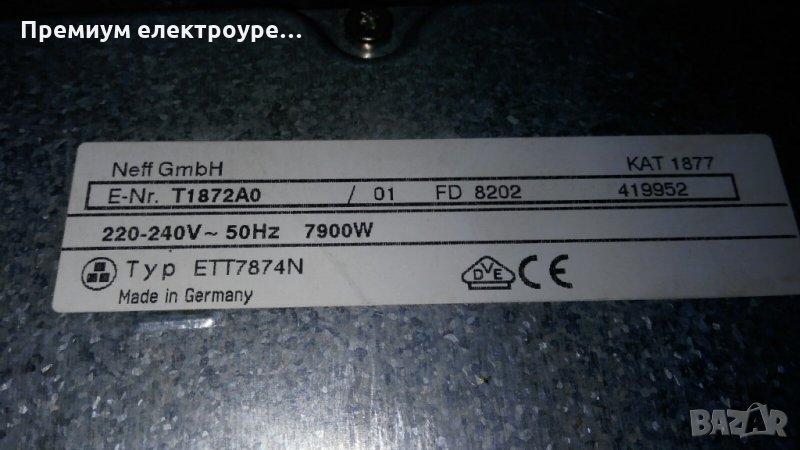 Премиум електроуре...
Neff GmbH KAT 1877
E-Nr. T1872A0 / 01 FD 8202 419952
220-240V~ 50Hz 7900W
Typ ETT7874N DVE CE
Made in Germany
BAZAR